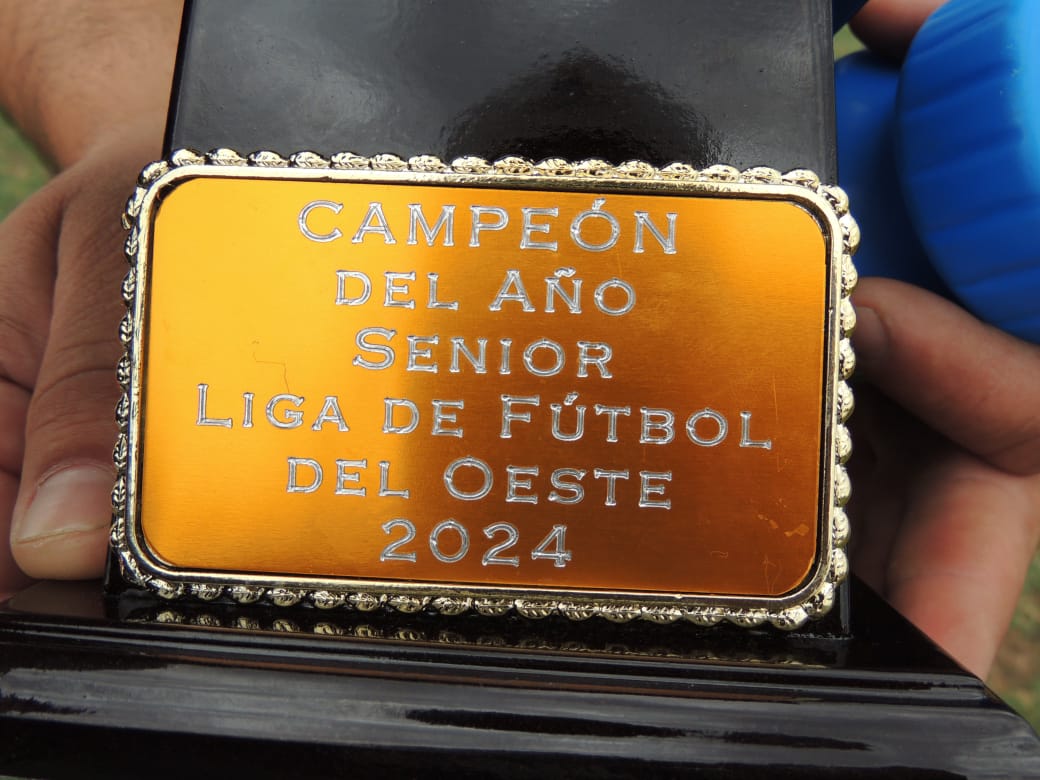 CAMPEÓN
DEL AÑO
SENIOR
LIGA DE FÚTBOL
DEL OESTE
2024